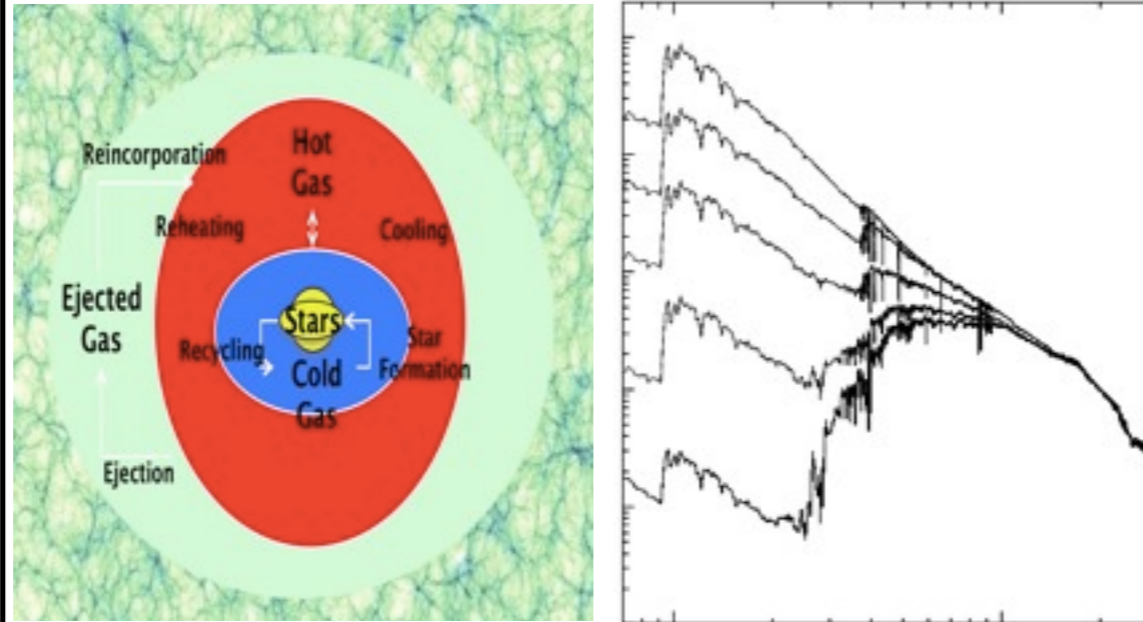 Hot
Gas
Reincorporation
Reheating
Cooling
Ejected
Gas
Stars
Recycling
Star
Formation
Cold
Gas
Ejection